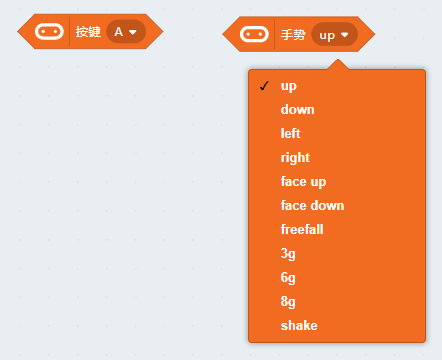 按键 A
手势 up
up
down
left
right
face up
face down
freefall
3g
6g
8g
shake